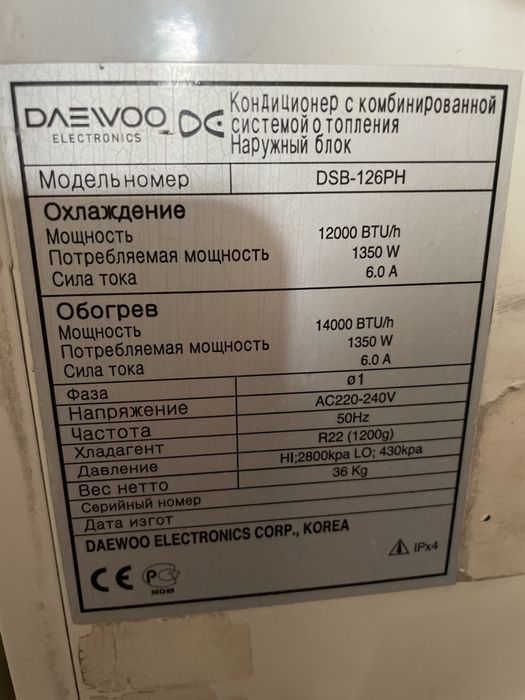 DAEWOO
ELECTRONICS
Кондиционер с комбинированной
системой отопления
Наружный блок
Модель номер DSB-126PH
Охлаждение
Мощность 12000 BTU/h
Потребляемая мощность 1350 W
Сила тока 6.0 A
Обогрев
Мощность 14000 BTU/h
Потребляемая мощность 1350 W
Сила тока 6.0 A
Фаза ø1
Напряжение AC220-240V
Частота 50Hz
Хладагент R22 (1200g)
Давление HI;2800kpa LO; 430kpa
Вес нетто 36 Kg
Серийный номер
Дата изгот
DAEWOO ELECTRONICS CORP., KOREA
CE PC IPx4